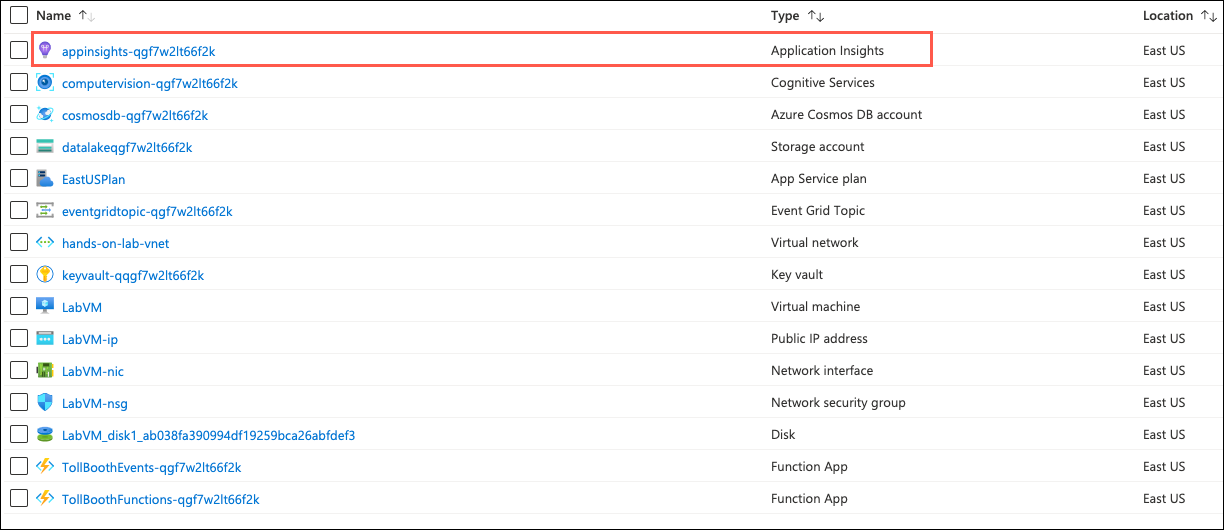 Name ↑↓ Type ↑↓ Location ↑↓
appinsights-qgf7w2lt66f2k Application Insights East US
computervision-qgf7w2lt66f2k Cognitive Services East US
cosmosdb-qgf7w2lt66f2k Azure Cosmos DB account East US
datalakeqgf7w2lt66f2k Storage account East US
EastUSPlan App Service plan East US
eventgridtopic-qgf7w2lt66f2k Event Grid Topic East US
hands-on-lab-vnet Virtual network East US
keyvault-qqgf7w2lt66f2k Key vault East US
LabVM Virtual machine East US
LabVM-ip Public IP address East US
LabVM-nic Network interface East US
LabVM-nsg Network security group East US
LabVM_disk1_ab038fa390994df19259bca26abfdef3 Disk East US
TollBoothEvents-qgf7w2lt66f2k Function App East US
TollBoothFunctions-qgf7w2lt66f2k Function App East US